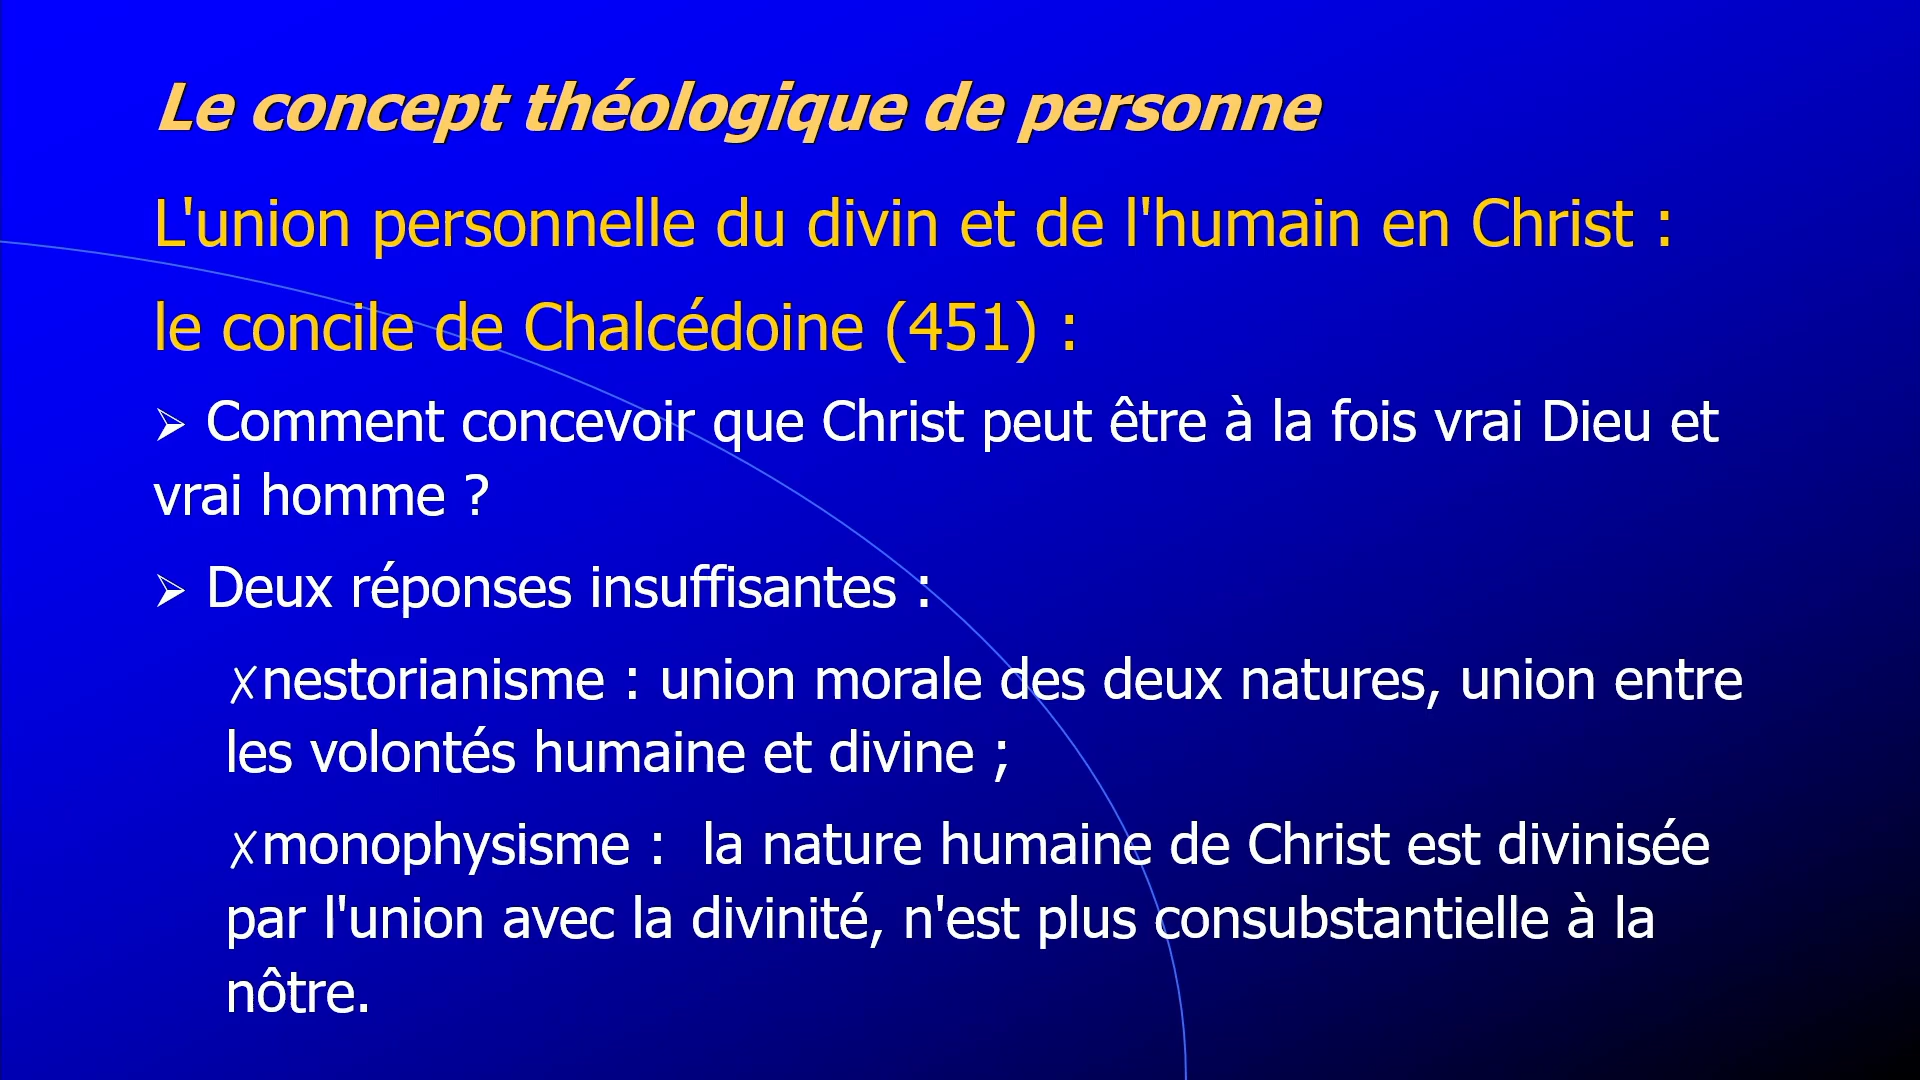 Le concept théologique de personne
L'union personnelle du divin et de l'humain en Christ :
le concile de Chalcédoine (451) :
➢ Comment concevoir que Christ peut être à la fois vrai Dieu et
vrai homme ?
➢ Deux réponses insuffisantes :
✗nestorianisme : union morale des deux natures, union entre
les volontés humaine et divine ;
✗monophysisme :  la nature humaine de Christ est divinisée
par l'union avec la divinité, n'est plus consubstantielle à la
nôtre.